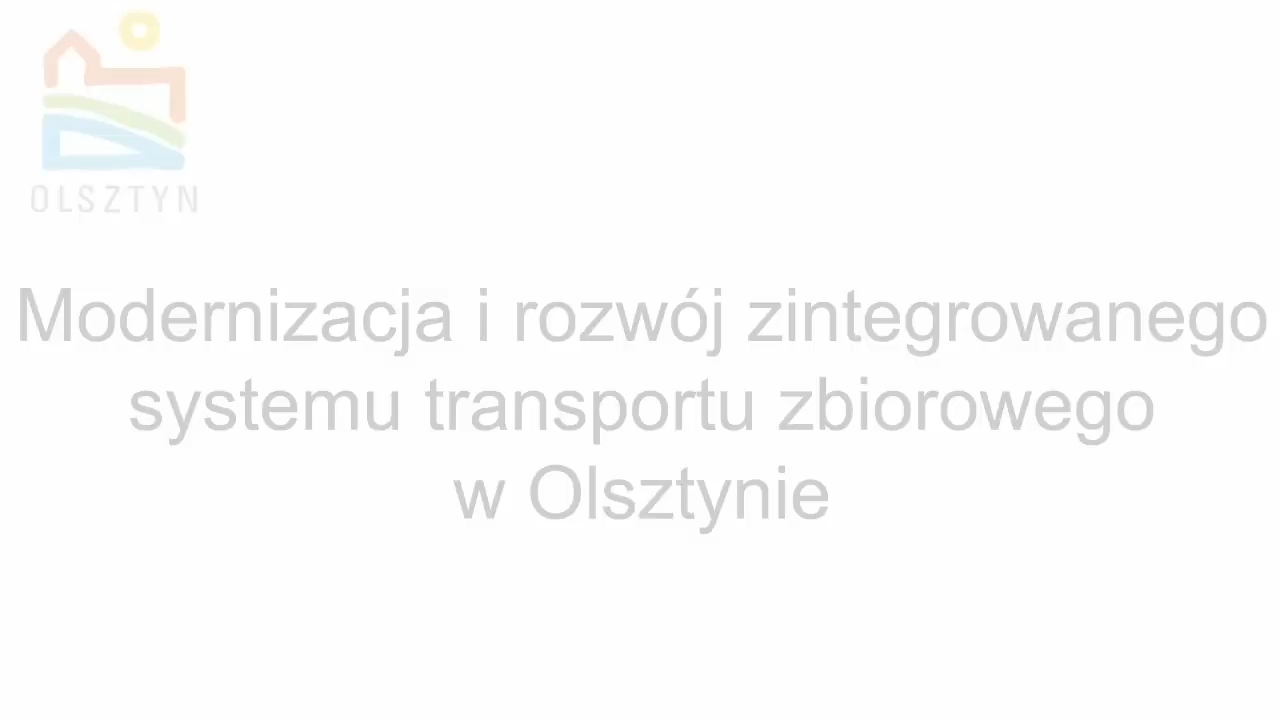 OLSZTYN
Modernizacja i rozwój zintegrowanego
systemu transportu zbiorowego
w Olsztynie